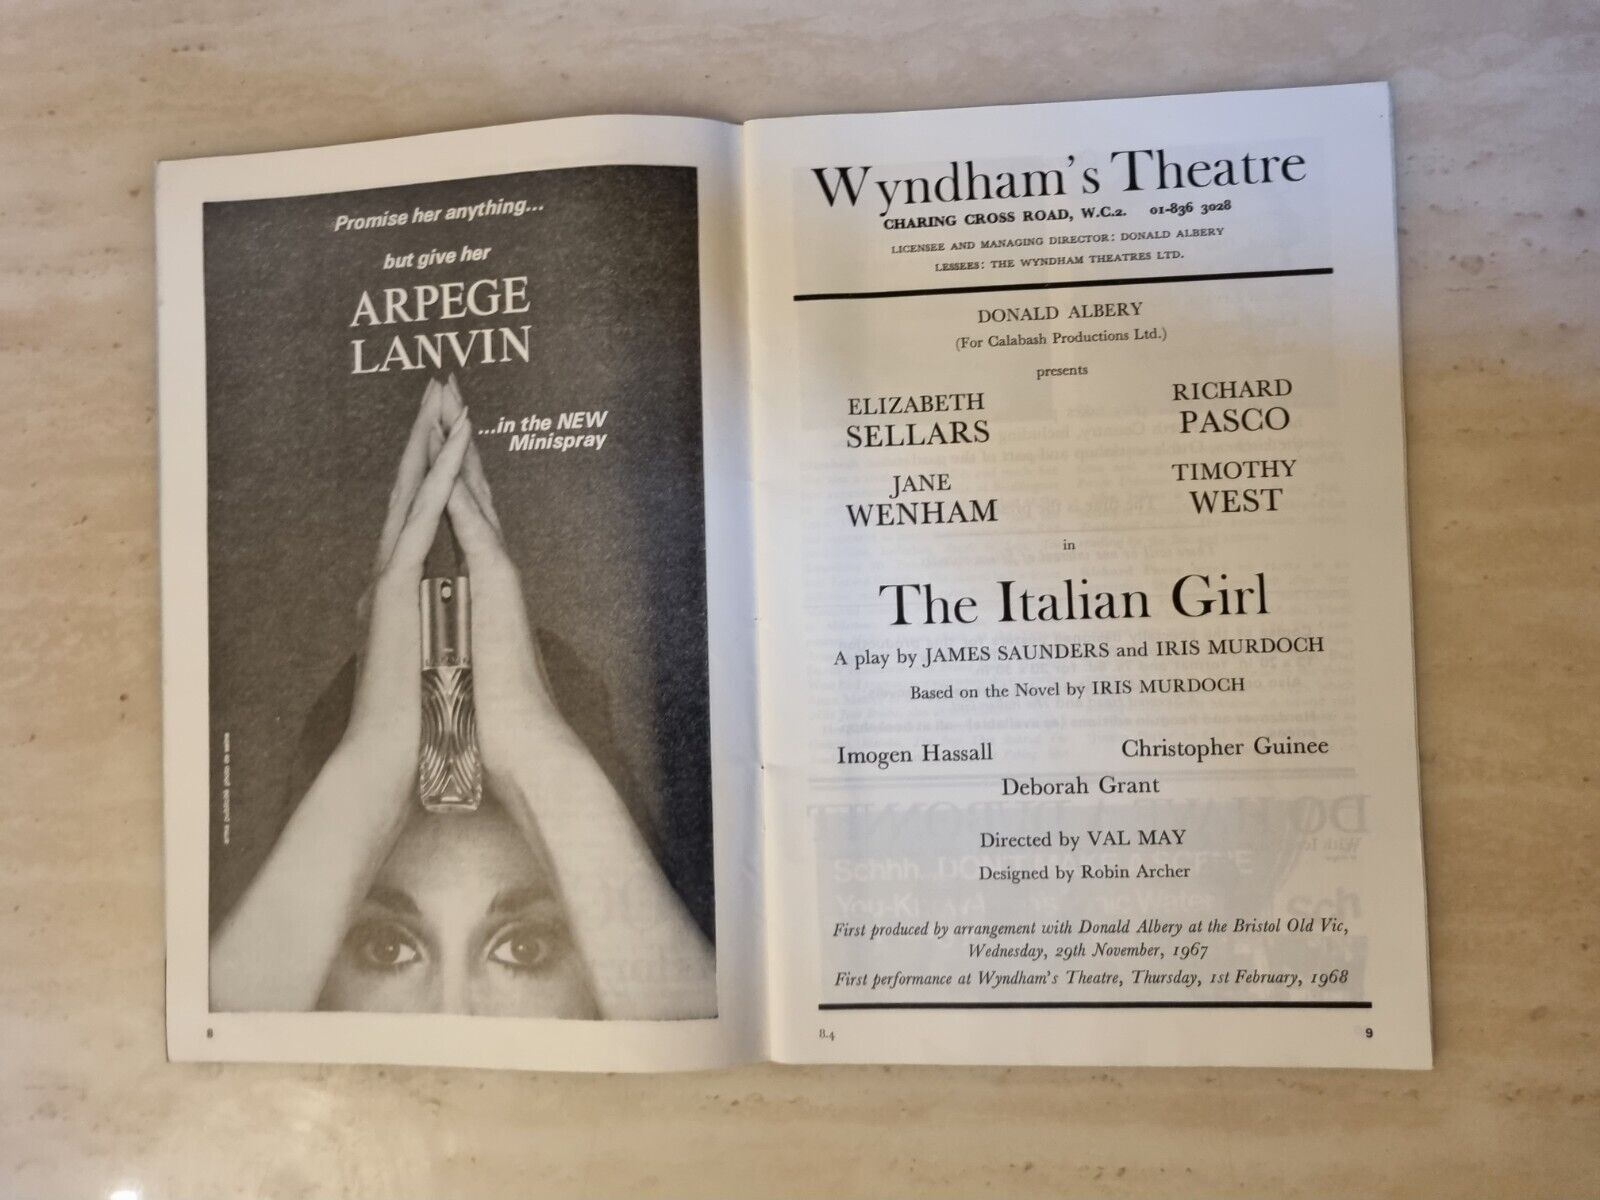 Promise her anything...
but give her
ARPEGE
LANVIN
...in the NEW
Minispray
8
Wyndham's Theatre
CHARING CROSS ROAD, W.C.2. 01-836 3028
LICENSEE AND MANAGING DIRECTOR: DONALD ALBERY
LESSEES: THE WYNDHAM THEATRES LTD.
DONALD ALBERY
(For Calabash Productions Ltd.)
presents
ELIZABETH
SELLARS
RICHARD
PASCO
JANE
WENHAM
TIMOTHY
WEST
in
The Italian Girl
A play by JAMES SAUNDERS and IRIS MURDOCH
Based on the Novel by IRIS MURDOCH
Imogen Hassall Christopher Guinee
Deborah Grant
Directed by VAL MAY
Designed by Robin Archer
First produced by arrangement with Donald Albery at the Bristol Old Vic,
Wednesday, 29th November, 1967
First performance at Wyndham's Theatre, Thursday, 1st February, 1968
8.4 9